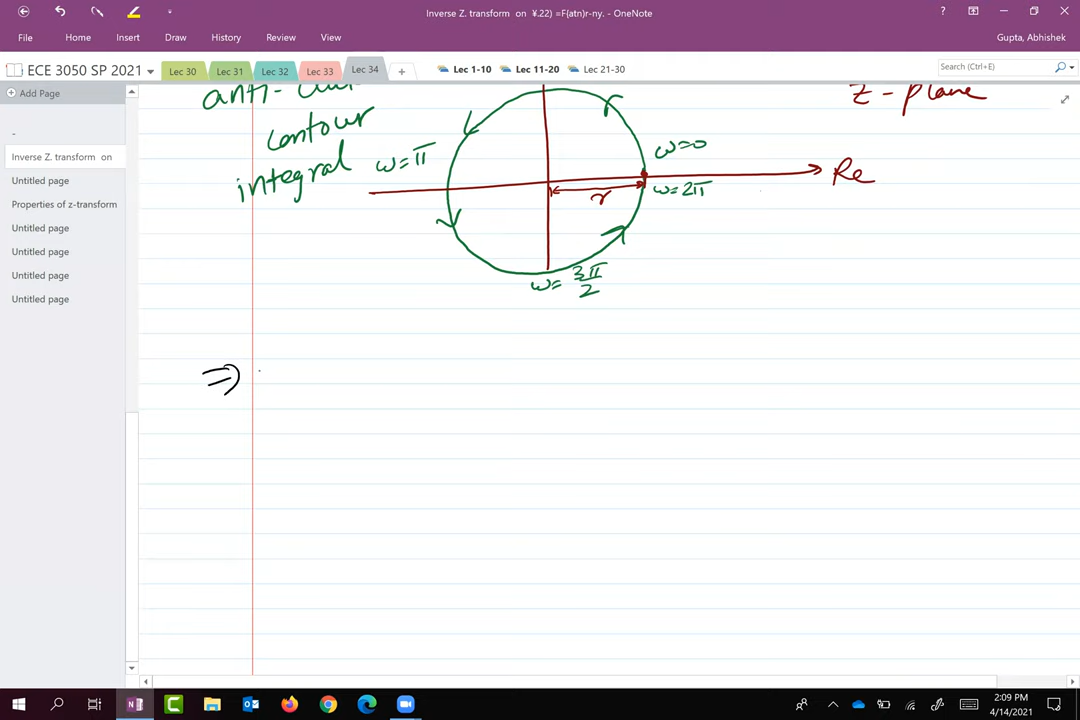 Inverse Z. transform on ¥.22) =F(atn)r-ny. - OneNote
File Home Insert Draw History Review View
Gupta, Abhishek
ECE 3050 SP 2021
Lec 30 Lec 31 Lec 32 Lec 33 Lec 34 Lec 1-10 Lec 11-20 Lec 21-30
Search (Ctrl+E)
Add Page
-
Inverse Z. transform on
Untitled page
Properties of z-transform
Untitled page
Untitled page
Untitled page
Untitled page
anti-
contour
integral
z-plane
ω=π
ω=0
Re
ω=2π
r
ω=3π/2
⇒
2:09 PM
4/14/2021